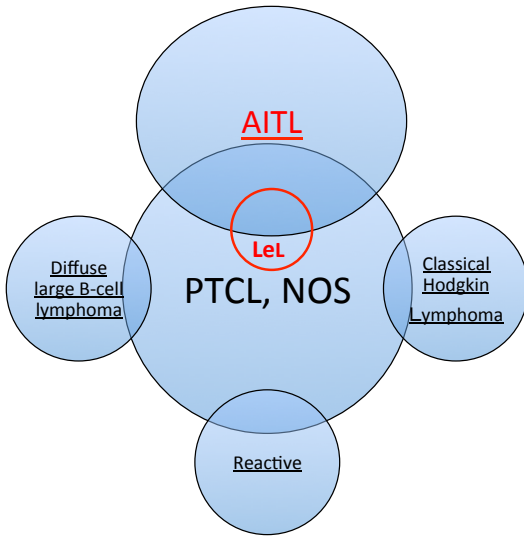 AITL
LeL
PTCL, NOS
Diffuse
large B-cell
lymphoma
Classical
Hodgkin
Lymphoma
Reactive